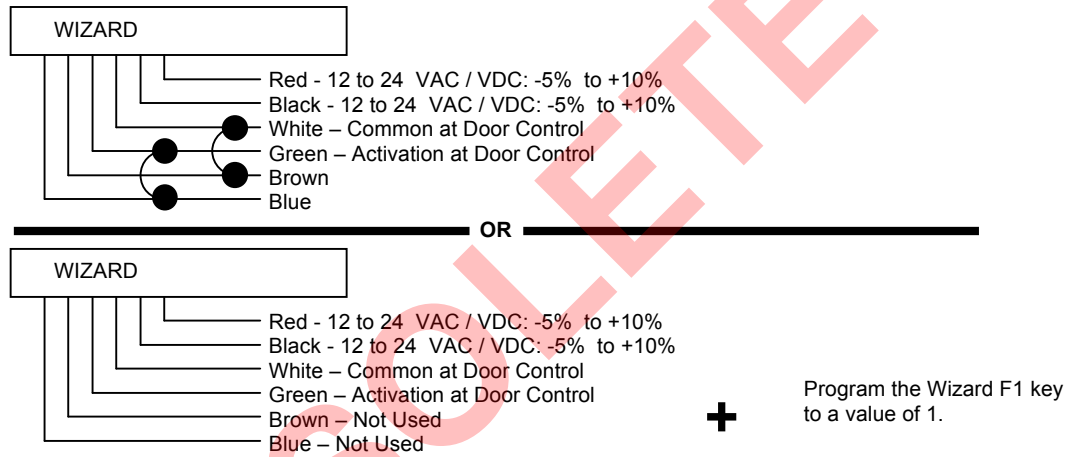 WIZARD
Red - 12 to 24 VAC / VDC: -5% to +10%
Black - 12 to 24 VAC / VDC: -5% to +10%
White – Common at Door Control
Green – Activation at Door Control
Brown
Blue
OR
WIZARD
Red - 12 to 24 VAC / VDC: -5% to +10%
Black - 12 to 24 VAC / VDC: -5% to +10%
White – Common at Door Control
Green – Activation at Door Control
Brown – Not Used
Blue – Not Used
+
Program the Wizard F1 key
to a value of 1.
SOLETE